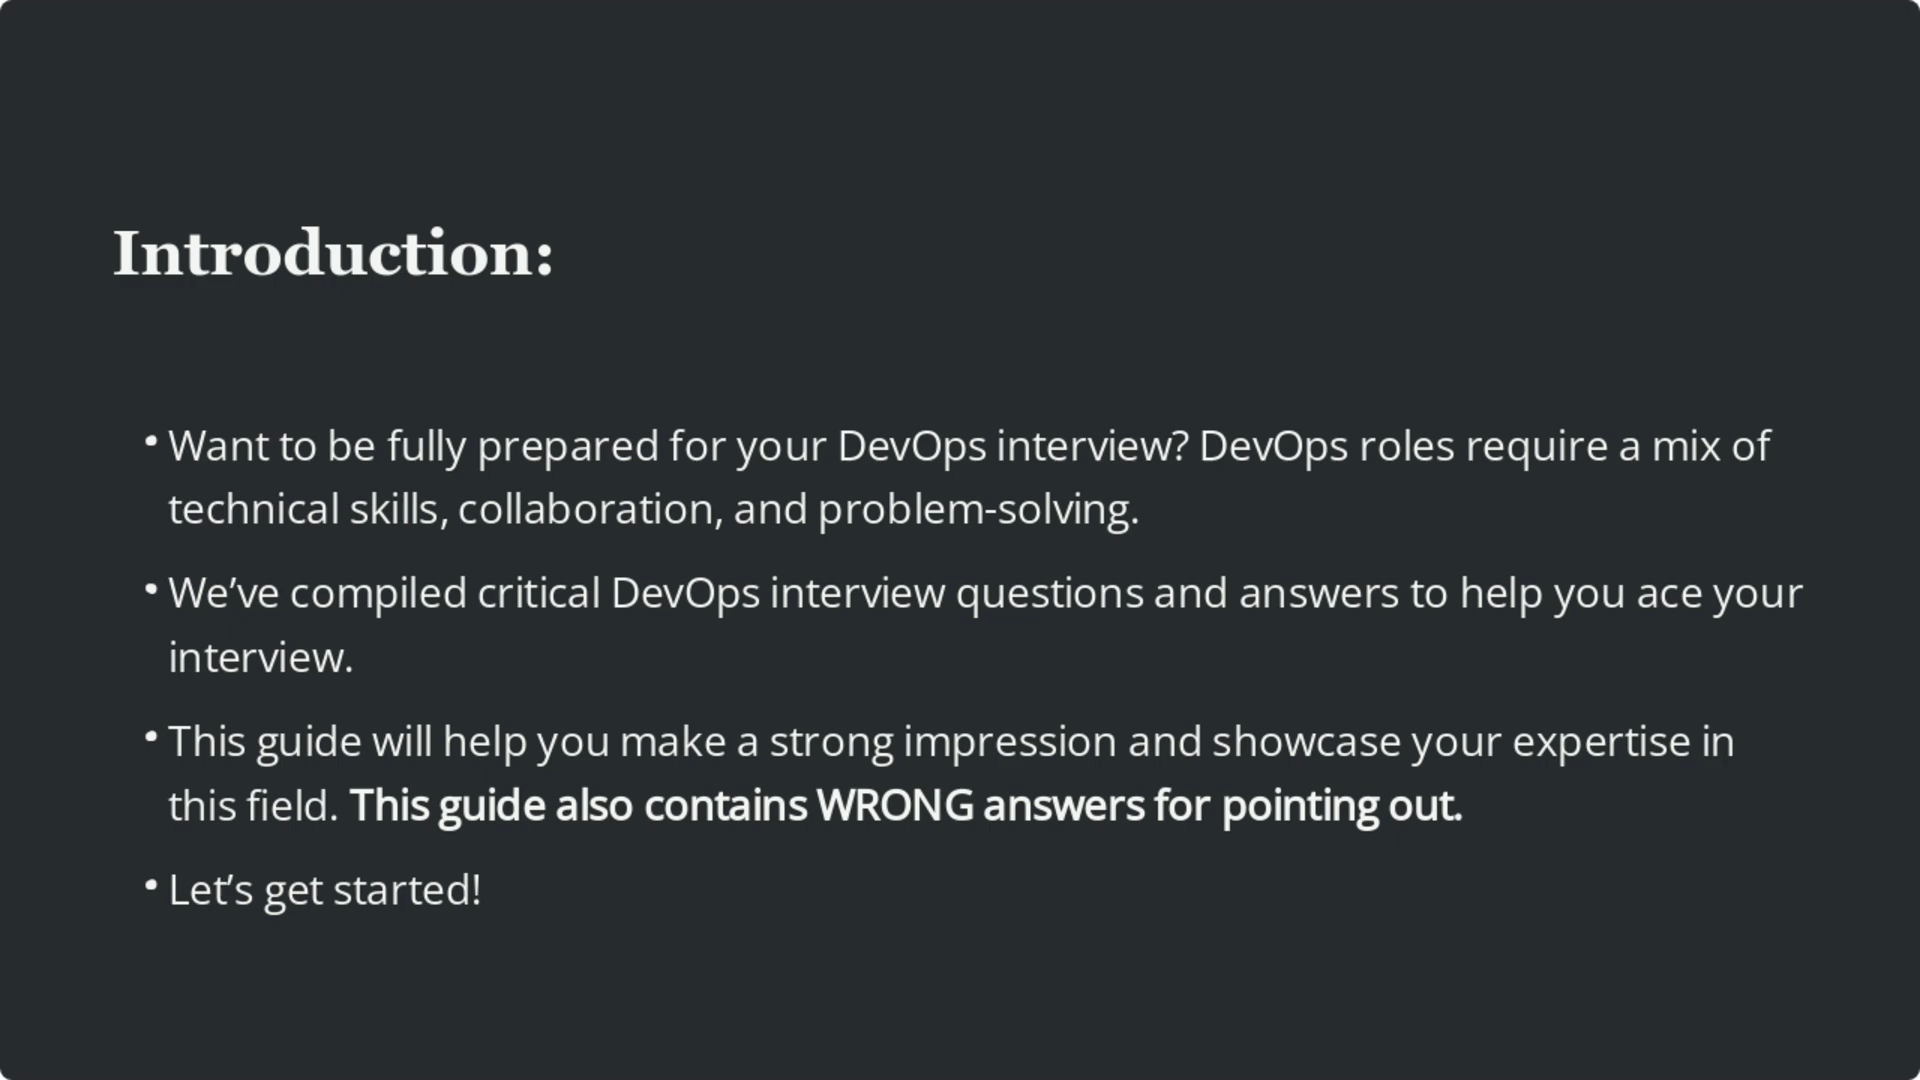 Introduction:
• Want to be fully prepared for your DevOps interview? DevOps roles require a mix of
technical skills, collaboration, and problem-solving.
• We’ve compiled critical DevOps interview questions and answers to help you ace your
interview.
• This guide will help you make a strong impression and showcase your expertise in
this field. This guide also contains WRONG answers for pointing out.
• Let’s get started!